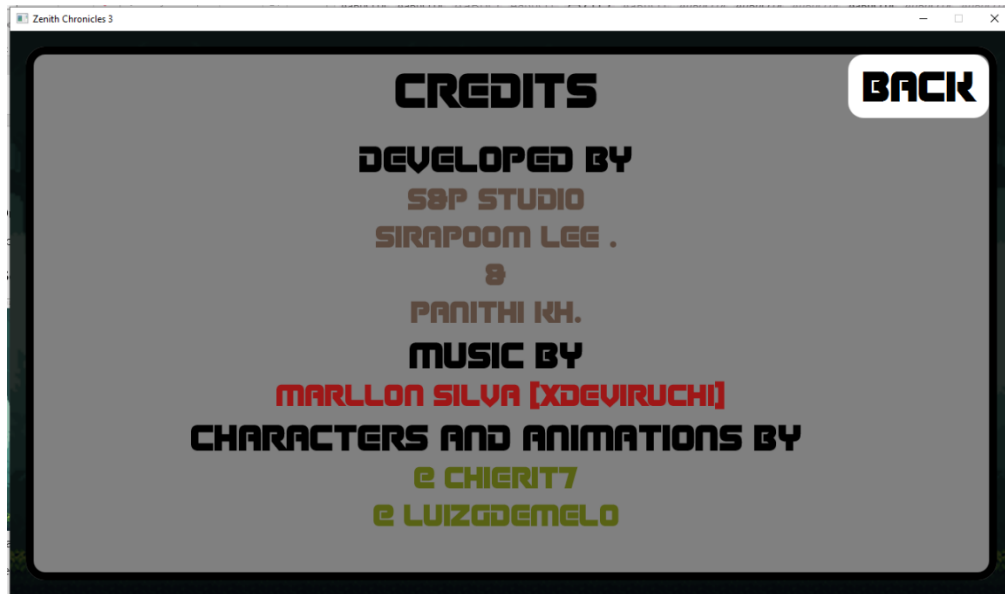 Zenith Chronicles 3
CREDITS
BACK
DEVELOPED BY
S&P STUDIO
SIRAPOOM LEE .
&
PANITHI KH.
MUSIC BY
MARLLON SILVA [XDEVIRUCHI]
CHARACTERS AND ANIMATIONS BY
@ CHIERIT7
@ LUIZGDEMELO